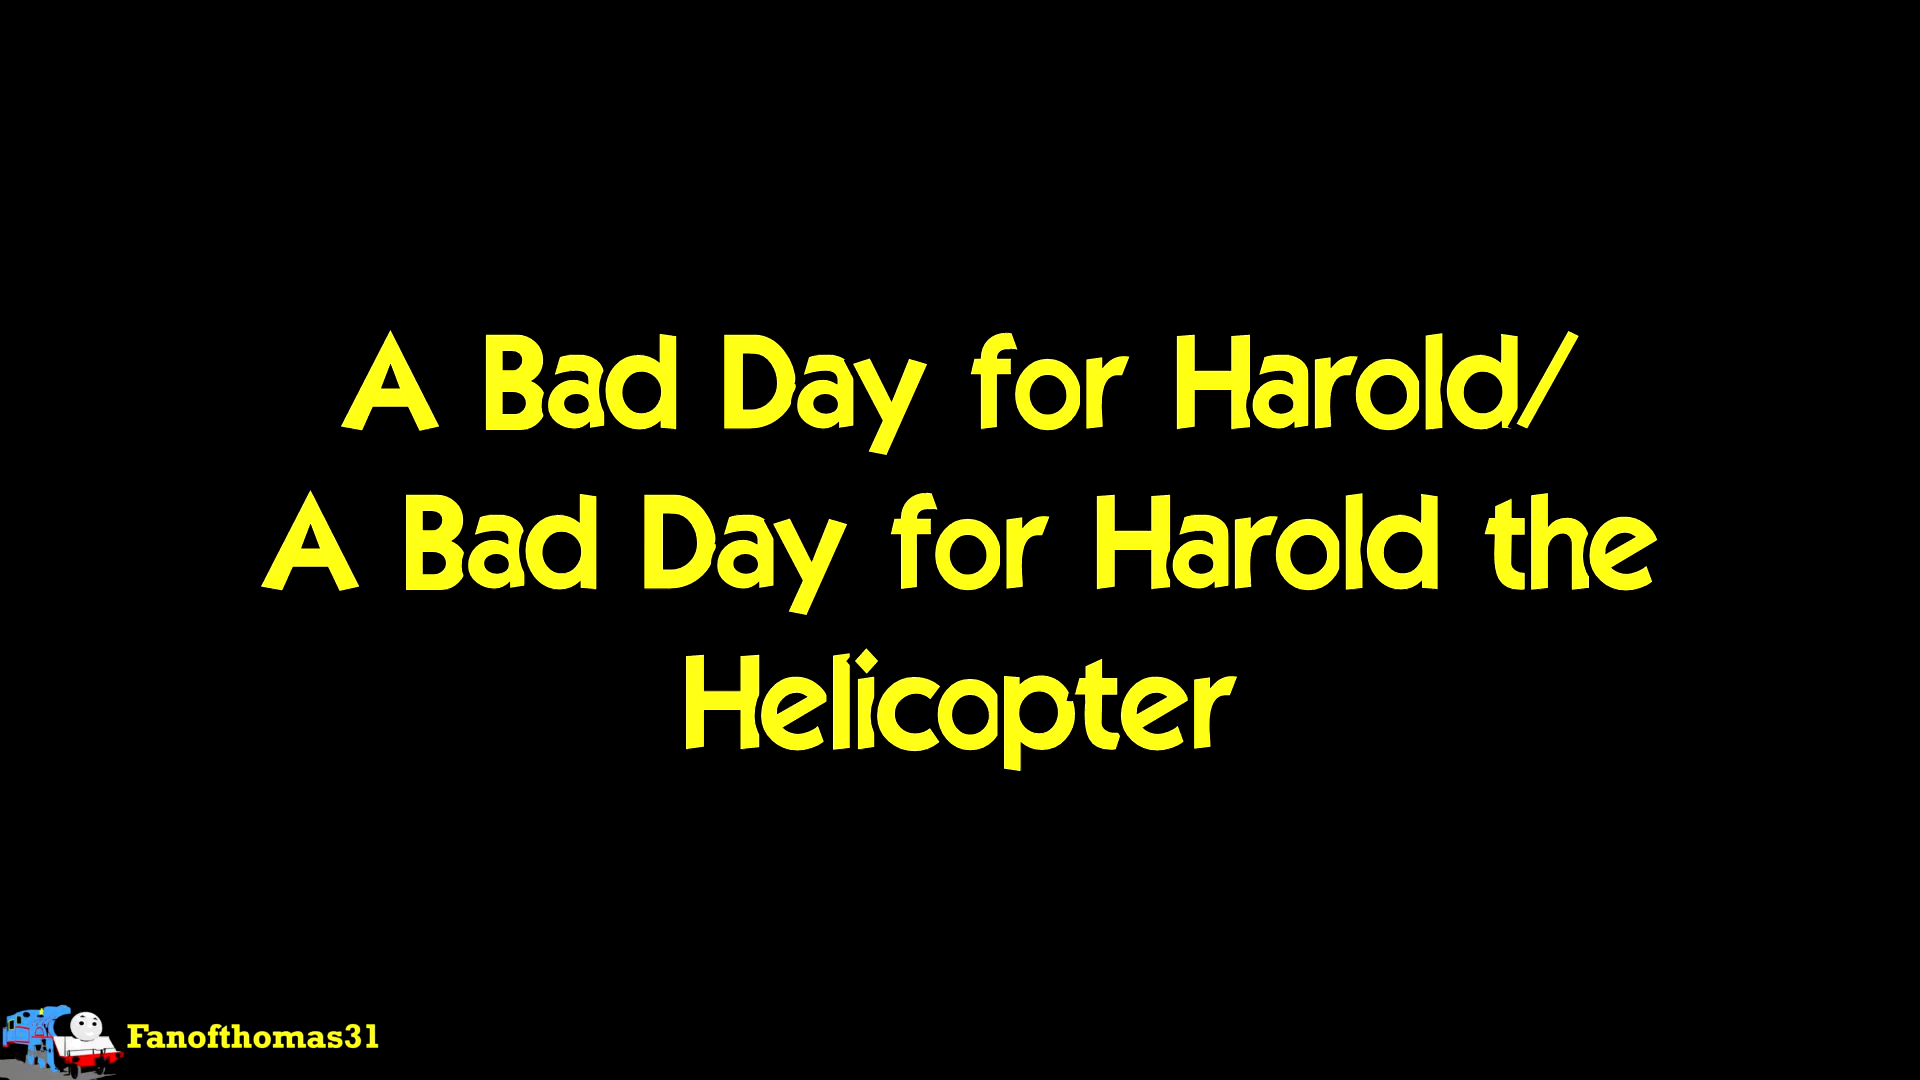 A Bad Day for Harold/
A Bad Day for Harold the
Helicopter
Fanofthomas31